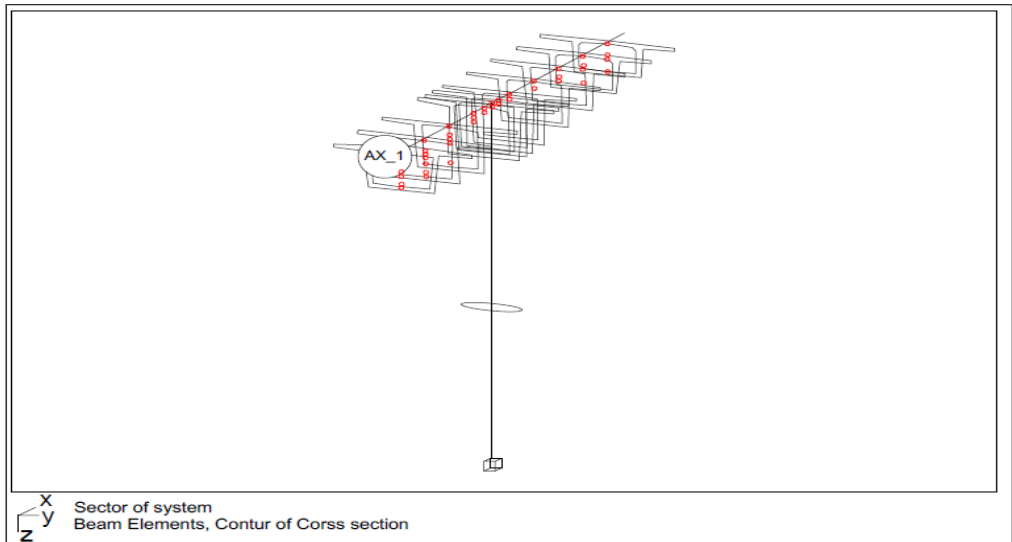 AX_1
X
Y
Z
Sector of system
Beam Elements, Contur of Corss section